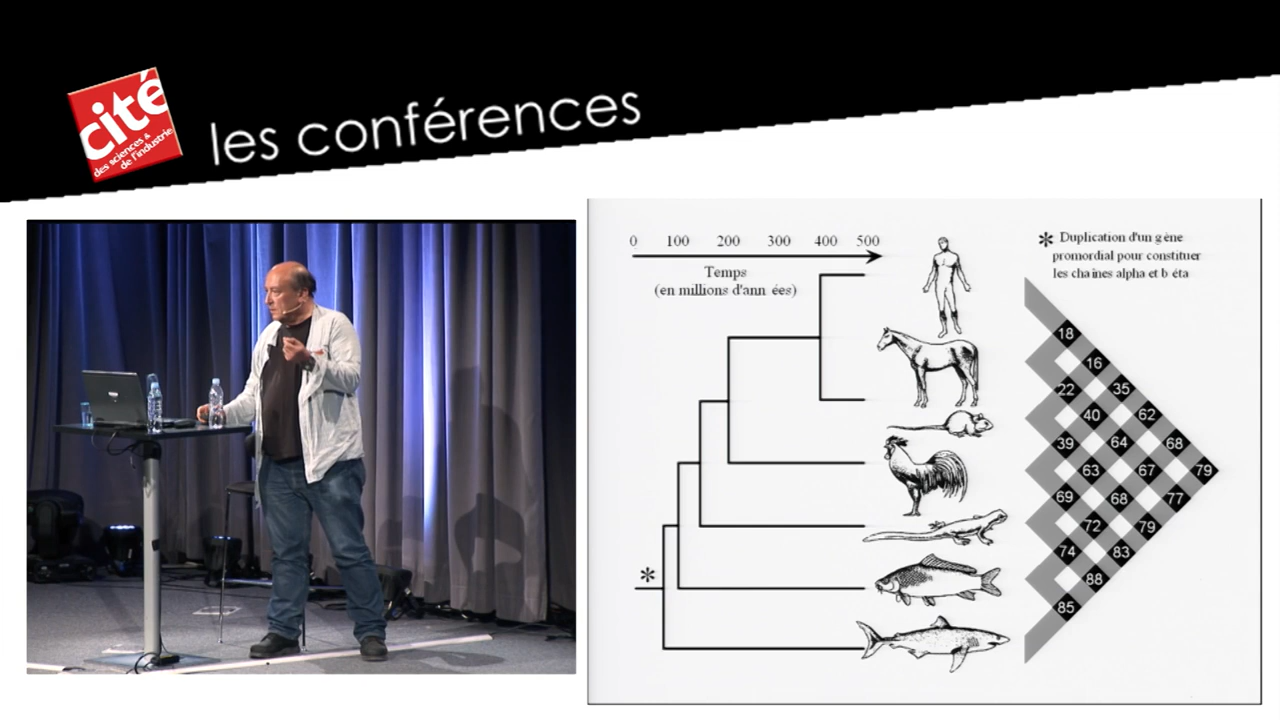 cité
des sciences &
de l'industrie
les conférences
0 100 200 300 400 500
Temps
(en millions d'ann ées)
* Duplication d'un gène
promordial pour constituer
les cha înes alpha et b éta
18
16
22 35
40 62
39 64 68
63 67 79
69 68 77
72 79
74 83
88
85
*